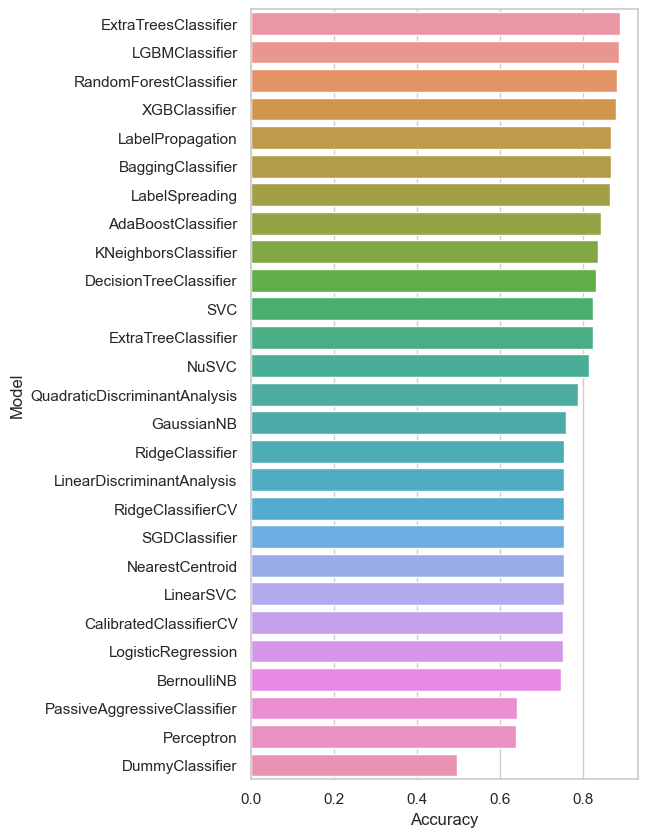 ExtraTreesClassifier
LGBMClassifier
RandomForestClassifier
XGBClassifier
LabelPropagation
BaggingClassifier
LabelSpreading
AdaBoostClassifier
KNeighborsClassifier
DecisionTreeClassifier
SVC
ExtraTreeClassifier
NuSVC
QuadraticDiscriminantAnalysis
GaussianNB
RidgeClassifier
LinearDiscriminantAnalysis
RidgeClassifierCV
SGDClassifier
NearestCentroid
LinearSVC
CalibratedClassifierCV
LogisticRegression
BernoulliNB
PassiveAggressiveClassifier
Perceptron
DummyClassifier
Model
0.0 0.2 0.4 0.6 0.8
Accuracy